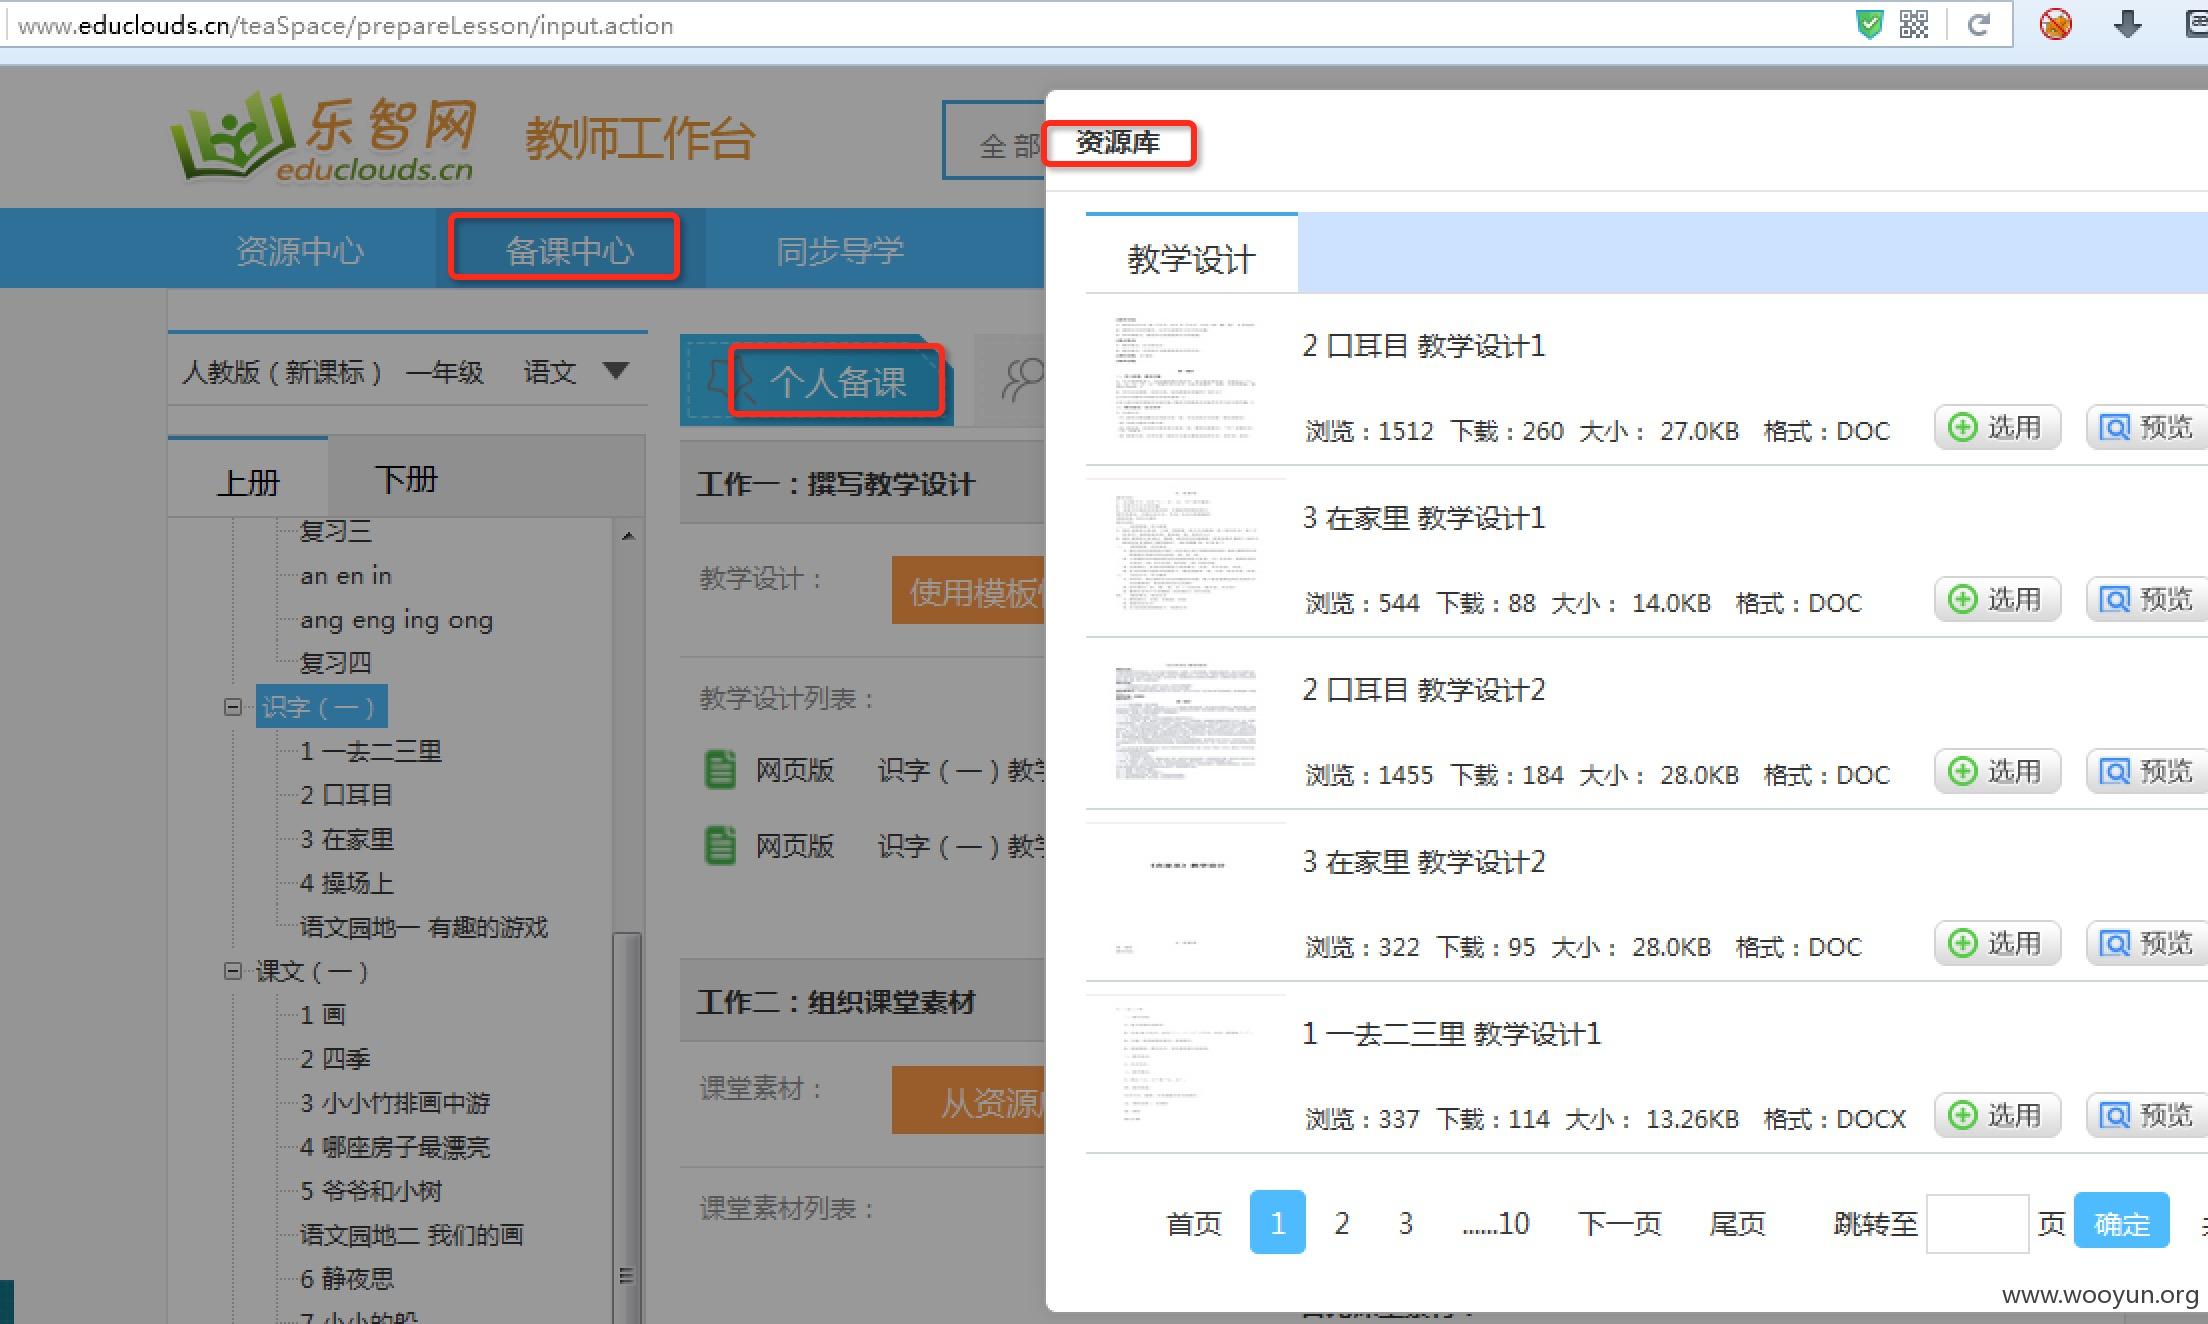 www.educlouds.cn/teaSpace/prepareLesson/input.action
乐智网
educlouds.cn
教师工作台
全部
资源中心
备课中心
同步导学
人教版（新课标） 一年级 语文
上册
下册
复习三
an en in
ang eng ing ong
复习四
识字（一）
1 一去二三里
2 口耳目
3 在家里
4 操场上
语文园地一 有趣的游戏
课文（一）
1 画
2 四季
3 小小竹排画中游
4 哪座房子最漂亮
5 爷爷和小树
语文园地二 我们的画
6 静夜思
7 小小的船
个人备课
工作一：撰写教学设计
教学设计：
使用模板
教学设计列表：
网页版 识字（一）教学
网页版 识字（一）教学
工作二：组织课堂素材
课堂素材：
从资源
课堂素材列表：
资源库
教学设计
2 口耳目 教学设计1
浏览：1512 下载：260 大小： 27.0KB 格式：DOC
选用 预览
3 在家里 教学设计1
浏览：544 下载：88 大小： 14.0KB 格式：DOC
选用 预览
2 口耳目 教学设计2
浏览：1455 下载：184 大小： 28.0KB 格式：DOC
选用 预览
3 在家里 教学设计2
浏览：322 下载：95 大小： 28.0KB 格式：DOC
选用 预览
1 一去二三里 教学设计1
浏览：337 下载：114 大小： 13.26KB 格式：DOCX
选用 预览
首页 1 2 3 ......10 下一页 尾页 跳转至 页 确定
www.wooyun.org